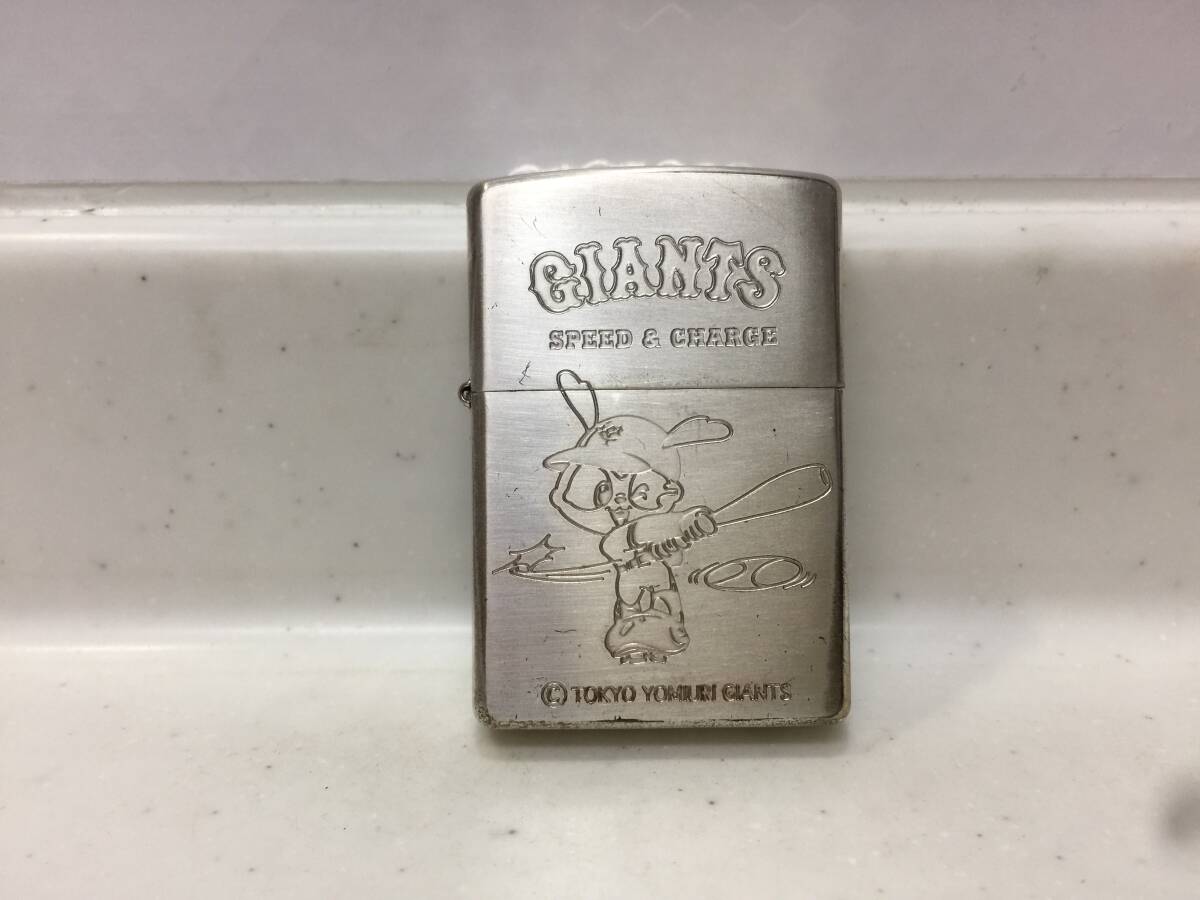 GIANTS
SPEED & CHARGE
© TOKYO YOMIURI GIANTS